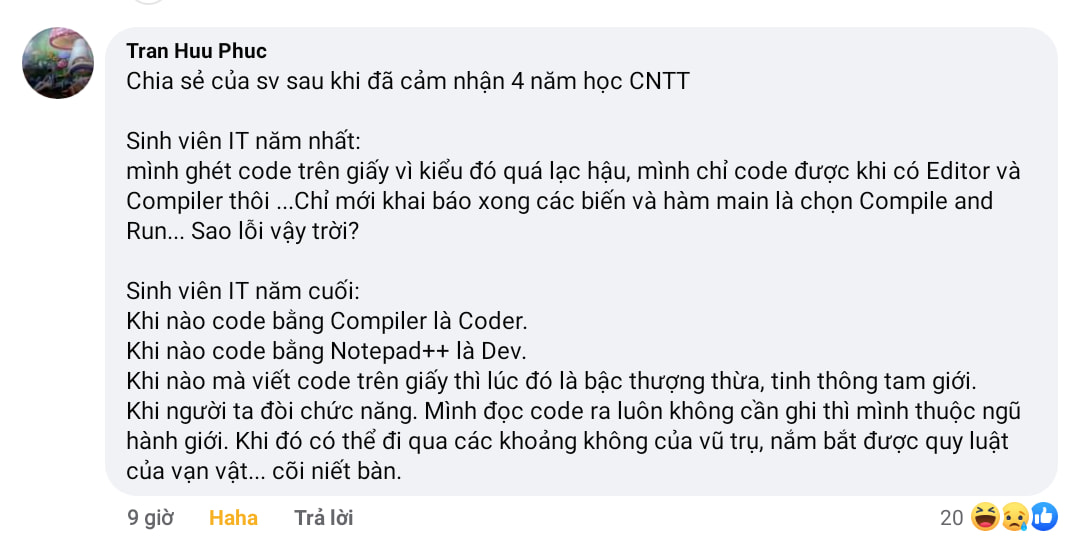 Tran Huu Phuc
Chia sẻ của sv sau khi đã cảm nhận 4 năm học CNTT
Sinh viên IT năm nhất:
mình ghét code trên giấy vì kiểu đó quá lạc hậu, mình chỉ code được khi có Editor và
Compiler thôi ...Chỉ mới khai báo xong các biến và hàm main là chọn Compile and
Run... Sao lỗi vậy trời?
Sinh viên IT năm cuối:
Khi nào code bằng Compiler là Coder.
Khi nào code bằng Notepad++ là Dev.
Khi nào mà viết code trên giấy thì lúc đó là bậc thượng thừa, tinh thông tam giới.
Khi người ta đòi chức năng. Mình đọc code ra luôn không cần ghi thì mình thuộc ngũ
hành giới. Khi đó có thể đi qua các khoảng không của vũ trụ, nắm bắt được quy luật
của vạn vật... cõi niết bàn.
9 giờ Haha Trả lời 20